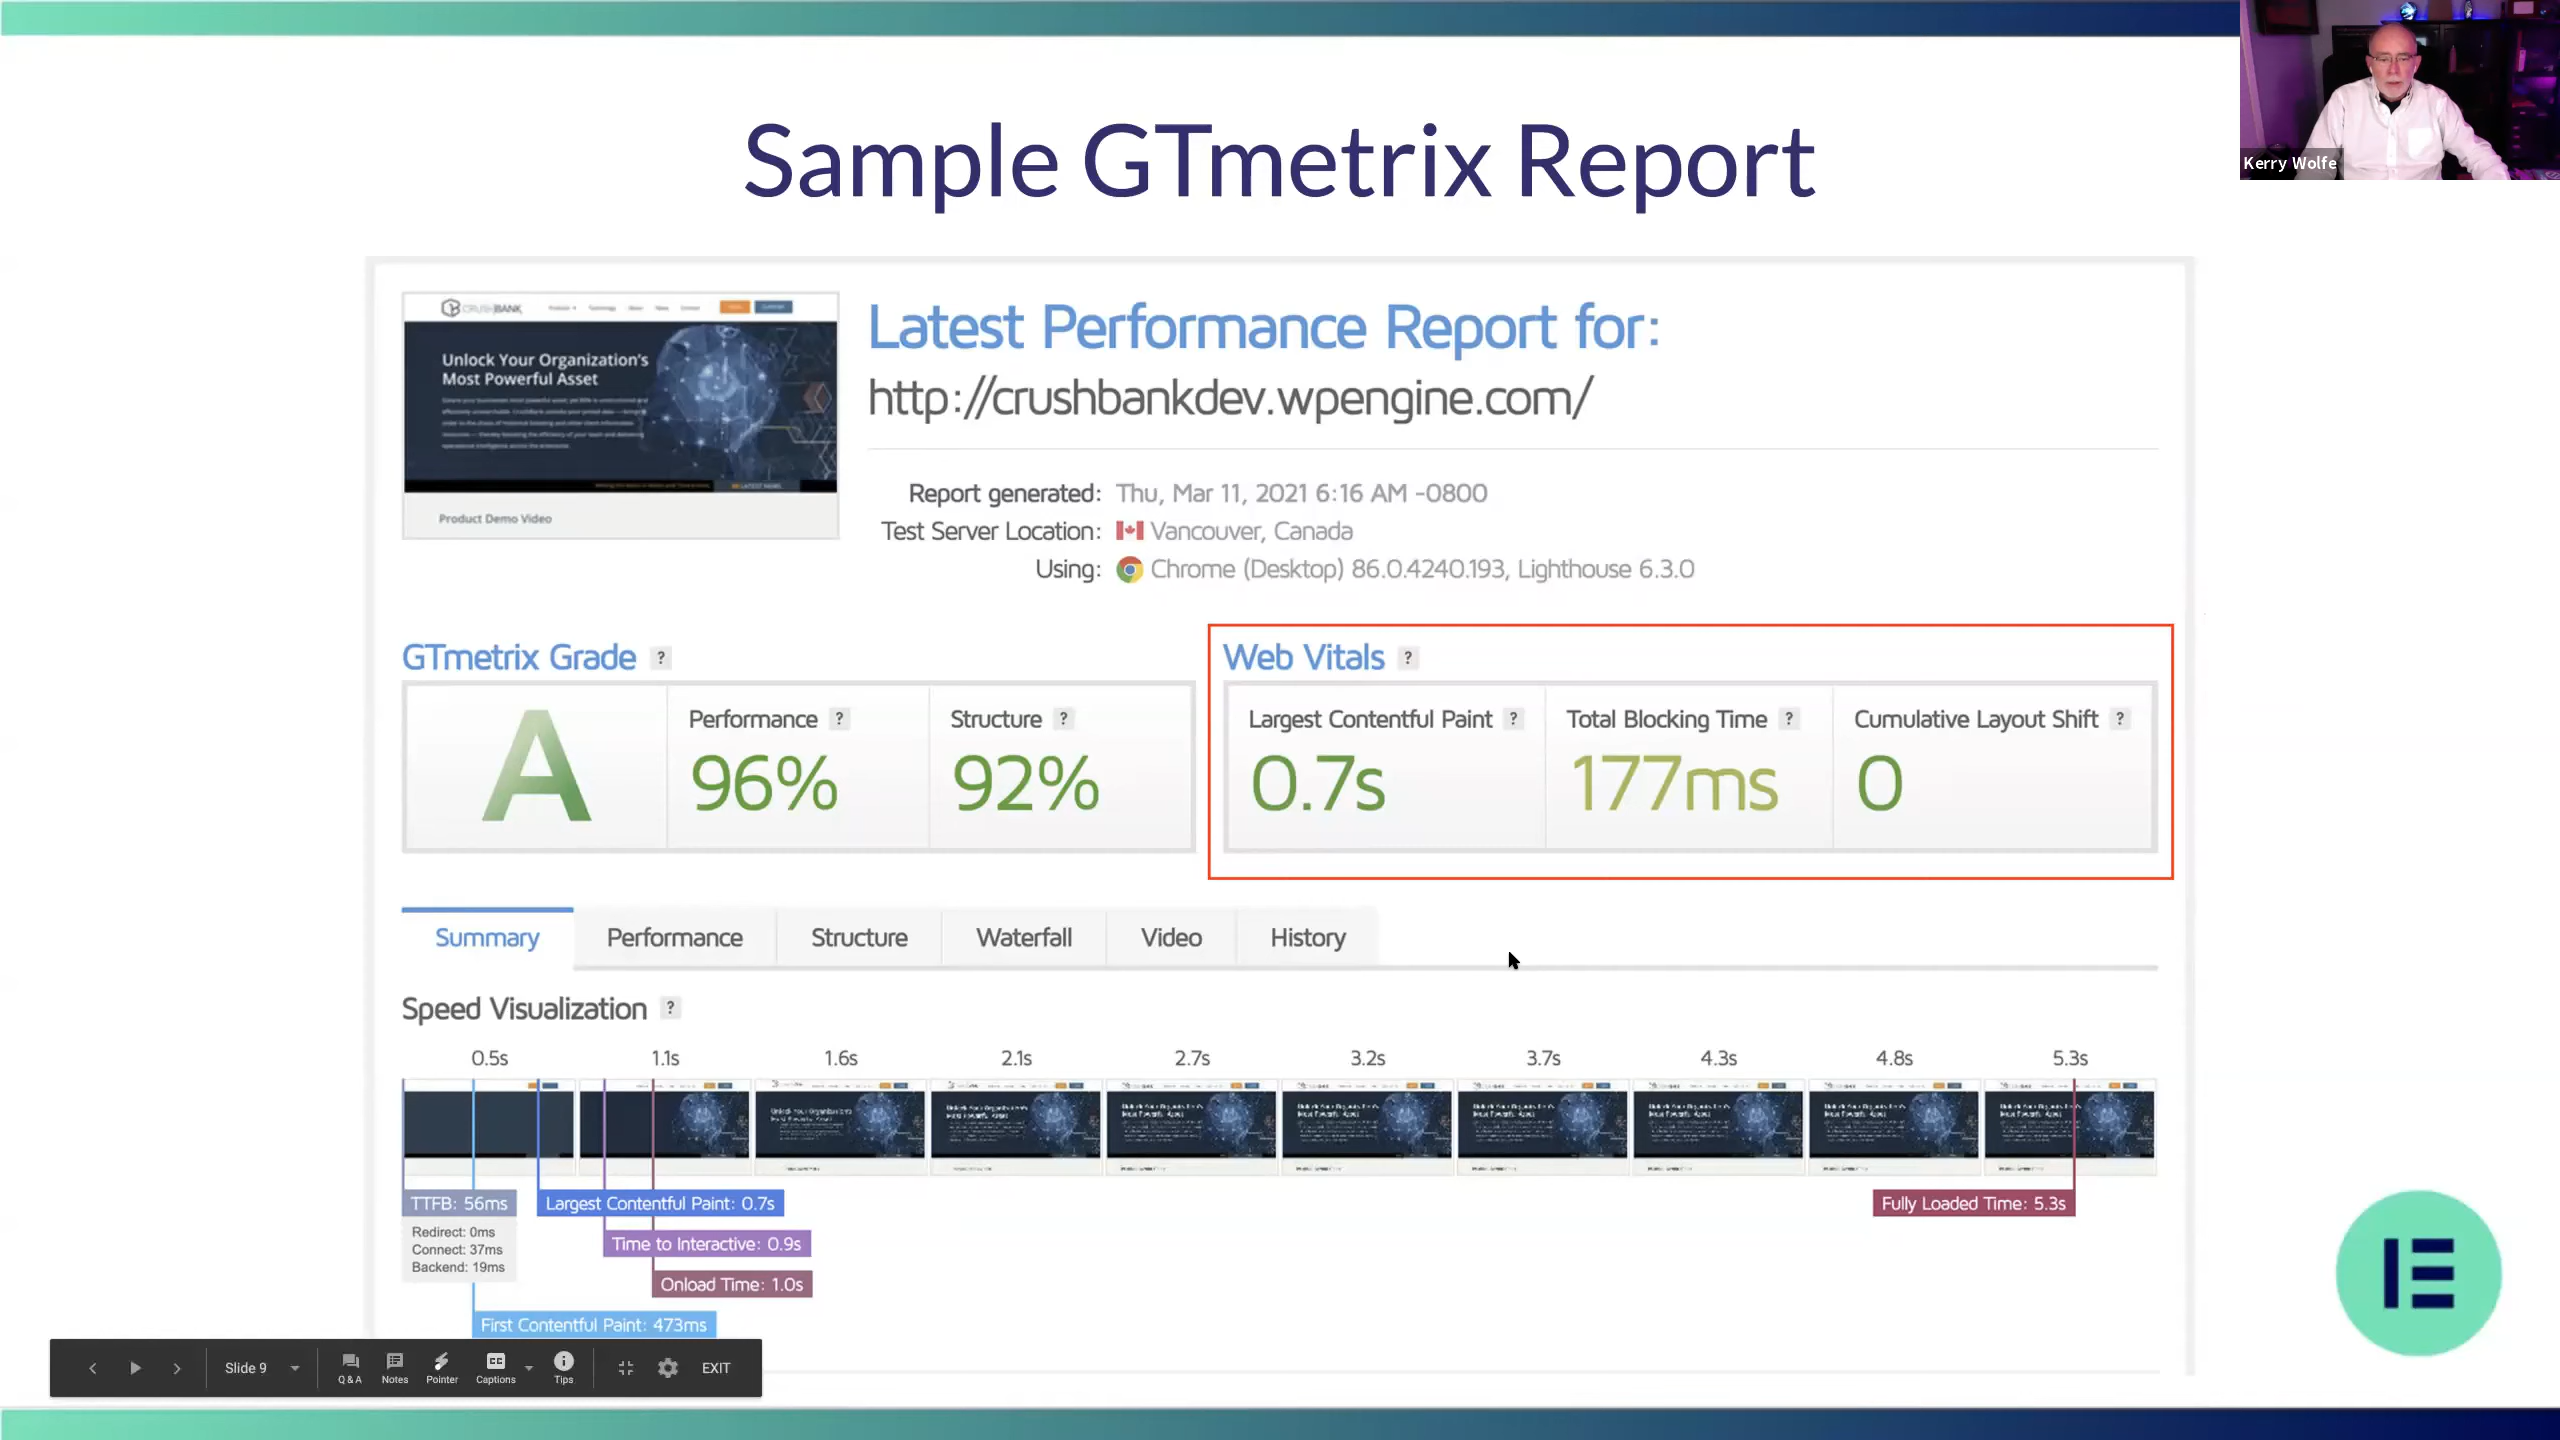 Sample GTmetrix Report
Kerry Wolfe
CRUSHBANK
Unlock Your Organization's
Most Powerful Asset
Product Demo Video
Latest Performance Report for:
http://crushbankdev.wpengine.com/
Report generated: Thu, Mar 11, 2021 6:16 AM -0800
Test Server Location: Vancouver, Canada
Using: Chrome (Desktop) 86.0.4240.193, Lighthouse 6.3.0
GTmetrix Grade ?
A
Performance ?
96%
Structure ?
92%
Web Vitals ?
Largest Contentful Paint ?
0.7s
Total Blocking Time ?
177ms
Cumulative Layout Shift ?
0
Summary Performance Structure Waterfall Video History
Speed Visualization ?
0.5s 1.1s 1.6s 2.1s 2.7s 3.2s 3.7s 4.3s 4.8s 5.3s
TTFB: 56ms
Redirect: 0ms
Connect: 37ms
Backend: 19ms
Largest Contentful Paint: 0.7s
Time to Interactive: 0.9s
Onload Time: 1.0s
First Contentful Paint: 473ms
Fully Loaded Time: 5.3s
Slide 9 Q & A Notes Pointer CC Captions Tips EXIT